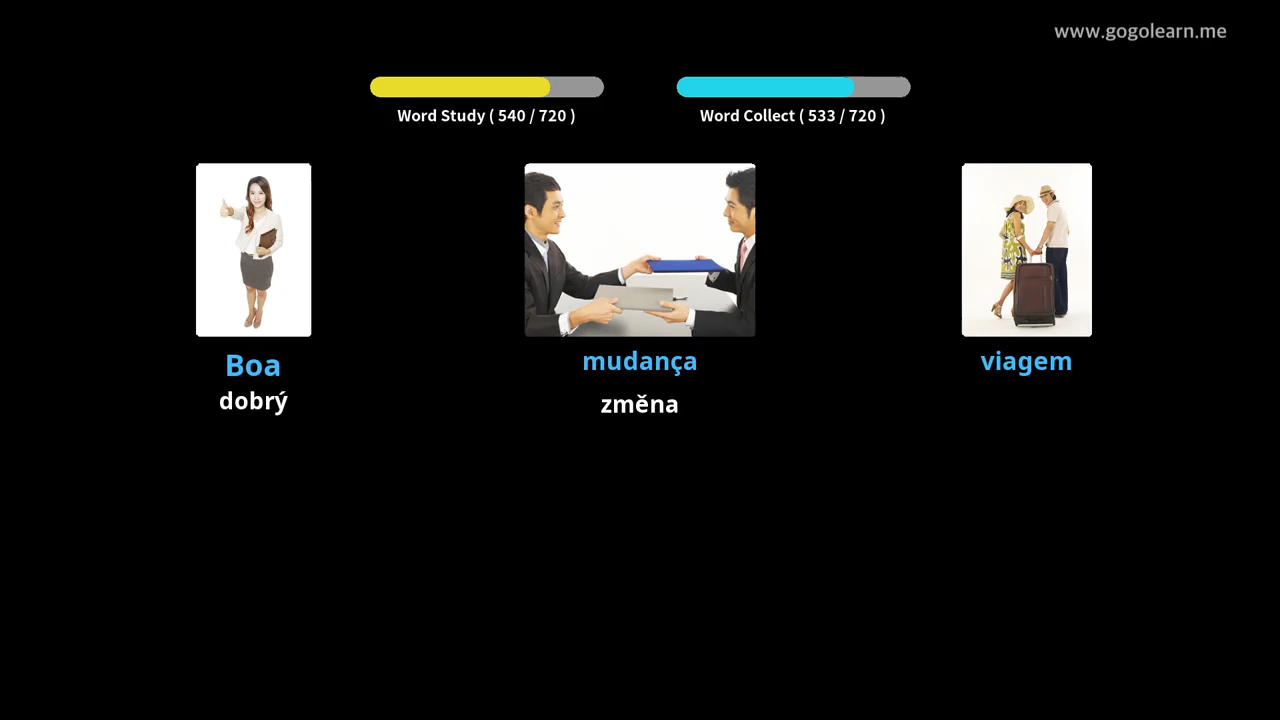 www.gogolearn.me
Word Study ( 540 / 720 )
Word Collect ( 533 / 720 )
Boa
dobrý
mudança
změna
viagem